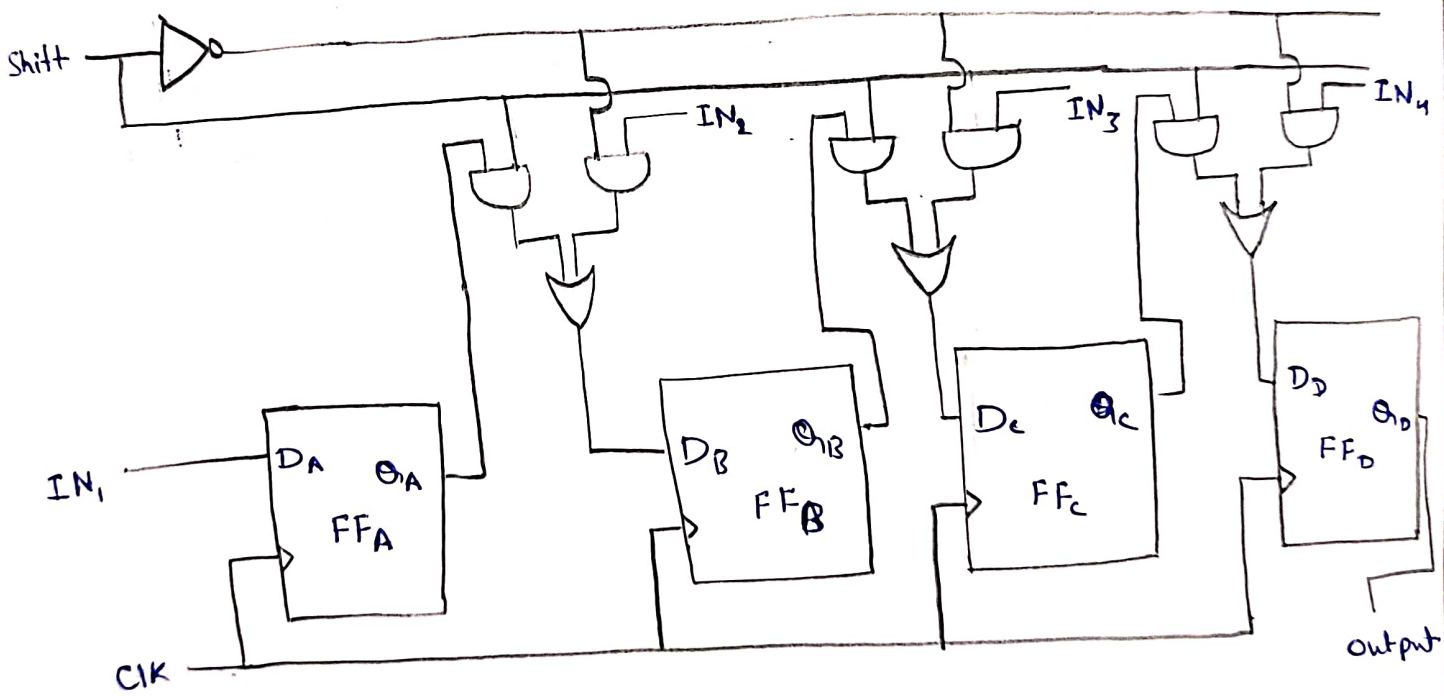 Shift
IN2
IN3
IN4
IN1
DA
QA
FFA
DB
QB
FFB
DC
QC
FFC
DD
QD
FFD
Clk
Output